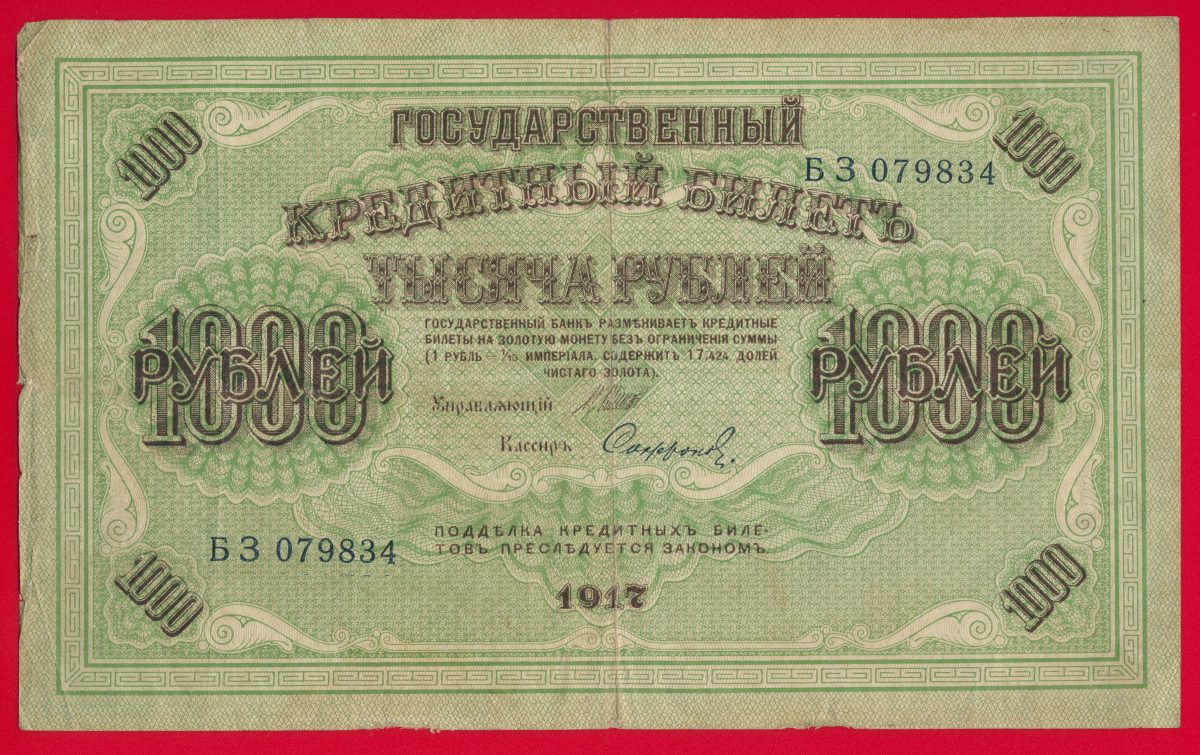 1000
1000
ГОСУДАРСТВЕННЫЙ
БЗ 079834
КРЕДИТНЫЙ БИЛЕТЪ
ТЫСЯЧА РУБЛЕЙ
1000
РУБЛЕЙ
1000
РУБЛЕЙ
ГОСУДАРСТВЕННЫЙ БАНКЪ РАЗМѢНИВАЕТЪ КРЕДИТНЫЕ
БИЛЕТЫ НА ЗОЛОТУЮ МОНЕТУ БЕЗЪ ОГРАНИЧЕНІЯ СУММЫ
(1 РУБЛЬ = 1/15 ИМПЕРІАЛА, СОДЕРЖИТЪ 17,424 ДОЛЕЙ
ЧИСТАГО ЗОЛОТА).
Управляющій
Кассиръ Софронов
ПОДДѢЛКА КРЕДИТНЫХЪ БИЛЕ-
ТОВЪ ПРЕСЛѢДУЕТСЯ ЗАКОНОМЪ.
БЗ 079834
1000
1917
1000